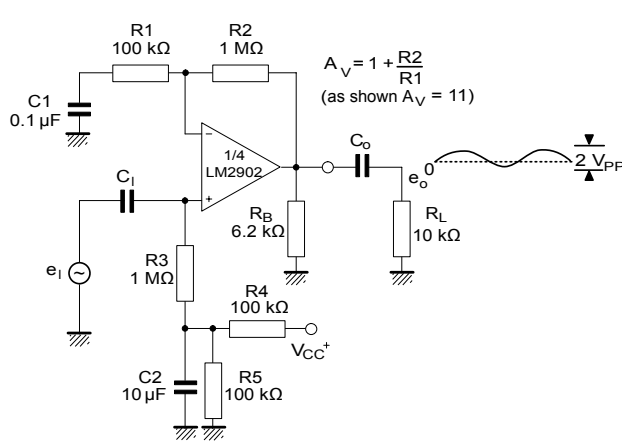 R1
100 kΩ
R2
1 MΩ
A_V = 1 + R2/R1
(as shown A_V = 11)
C1
0.1 µF
1/4
LM2902
−
+
C_I
C_o
e_o
0
2 V_PP
R_B
6.2 kΩ
R_L
10 kΩ
e_I
~
R3
1 MΩ
R4
100 kΩ
V_CC+
C2
10 µF
R5
100 kΩ